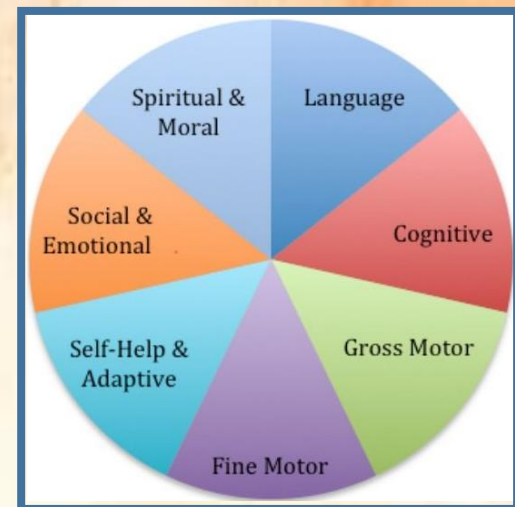 Spiritual &
Moral
Language
Cognitive
Gross Motor
Fine Motor
Self-Help &
Adaptive
Social &
Emotional